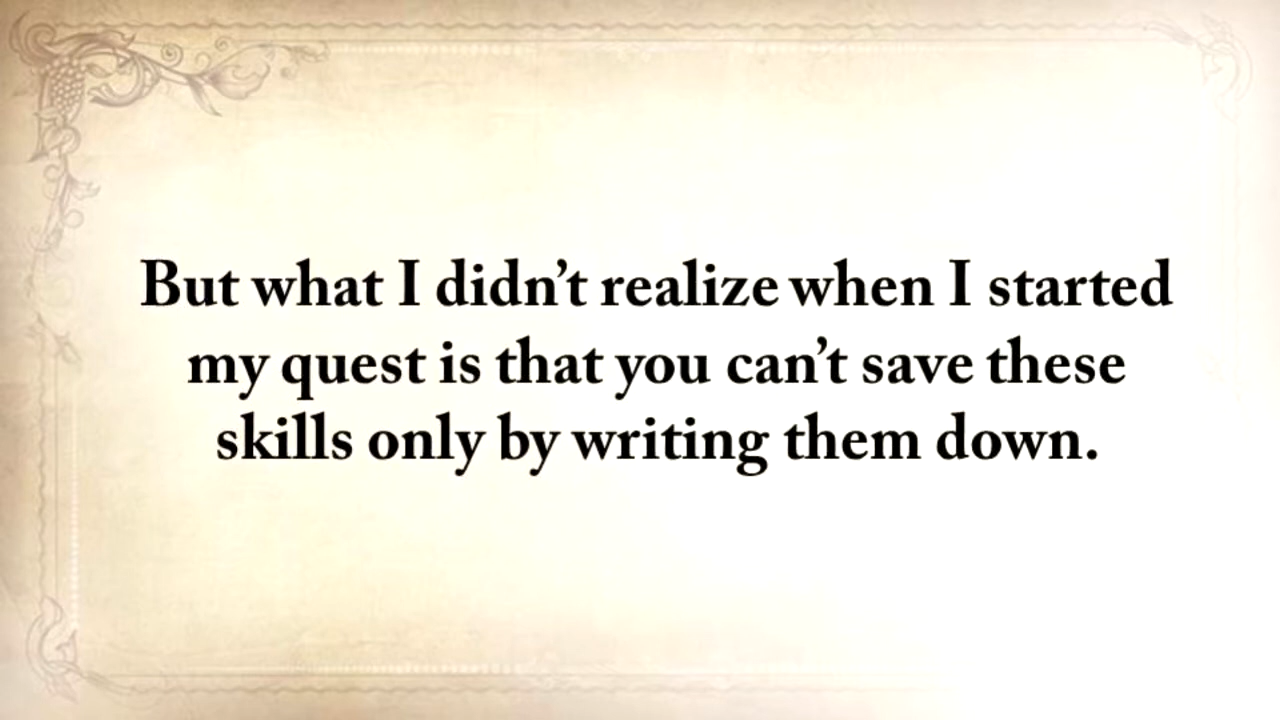 But what I didn’t realize when I started
my quest is that you can’t save these
skills only by writing them down.